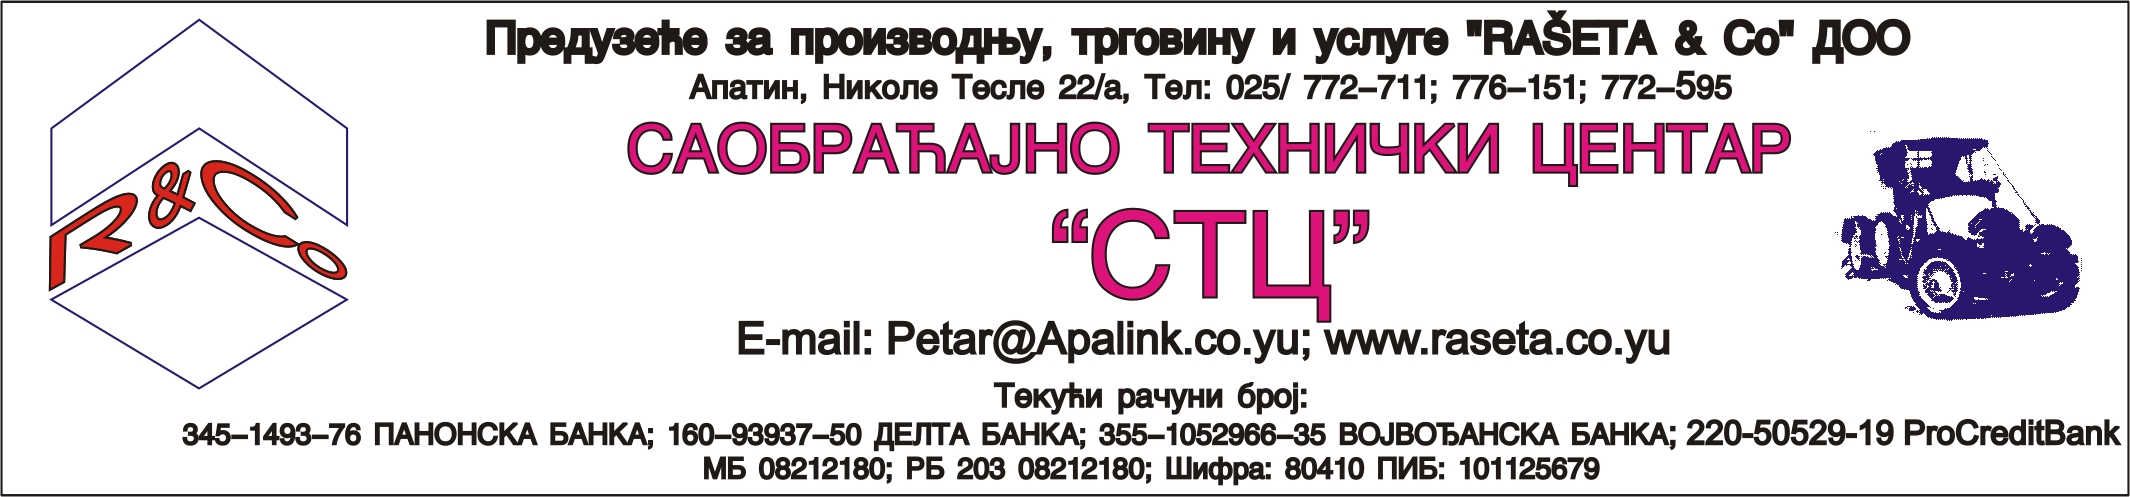 Предузеће за производњу, трговину и услуге "RAŠETA & Co" ДОО
Апатин, Николе Тесле 22/а, Тел: 025/ 772-711; 776-151; 772-595
САОБРАЋАЈНО ТЕХНИЧКИ ЦЕНТАР
“СТЦ”
R&Co
E-mail: Petar@Apalink.co.yu; www.raseta.co.yu
Текући рачуни број:
345-1493-76 ПАНОНСКА БАНКА; 160-93937-50 ДЕЛТА БАНКА; 355-1052966-35 ВОЈВОЂАНСКА БАНКА; 220-50529-19 ProCreditBank
МБ 08212180; РБ 203 08212180; Шифра: 80410 ПИБ: 101125679